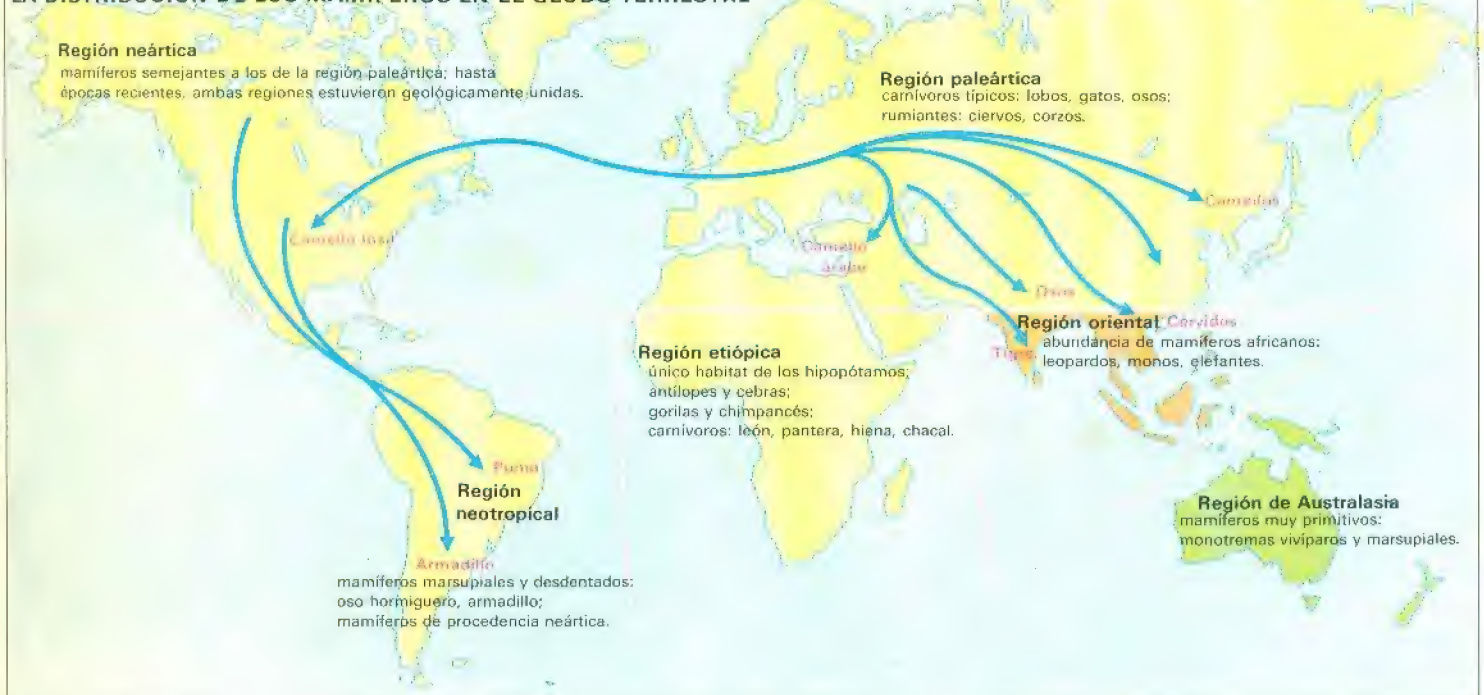 Región neártica
mamíferos semejantes a los de la región paleártica; hasta
épocas recientes, ambas regiones estuvieron geológicamente unidas.
Región paleártica
carnívoros típicos: lobos, gatos, osos;
rumiantes: ciervos, corzos.
Camello
Camello
árabe
Osos
Región oriental Cérvidos
abundancia de mamíferos africanos:
leopardos, monos, elefantes.
Región etiópica
único habitat de los hipopótamos;
antílopes y cebras;
gorilas y chimpancés;
carnívoros: león, pantera, hiena, chacal.
Puma
Región
neotropical
Armadillo
mamíferos marsupiales y desdentados:
oso hormiguero, armadillo;
mamíferos de procedencia neártica.
Región de Australasia
mamíferos muy primitivos:
monotremas vivíparos y marsupiales.